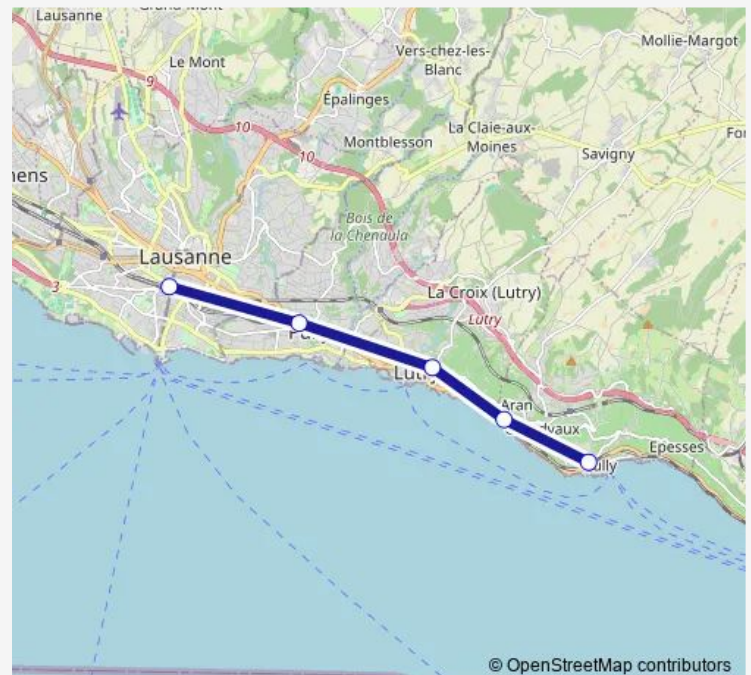 Lausanne
Le Mont
Vers-chez-les-
Blanc
Mollie-Margot
9
Épalinges
10
10
Montblesson
La Claie-aux-
Moines
Savigny
Bois de
la Chenaula
Lausanne
3
La Croix (Lutry)
Lutry
Aran
Epesses
© OpenStreetMap contributors